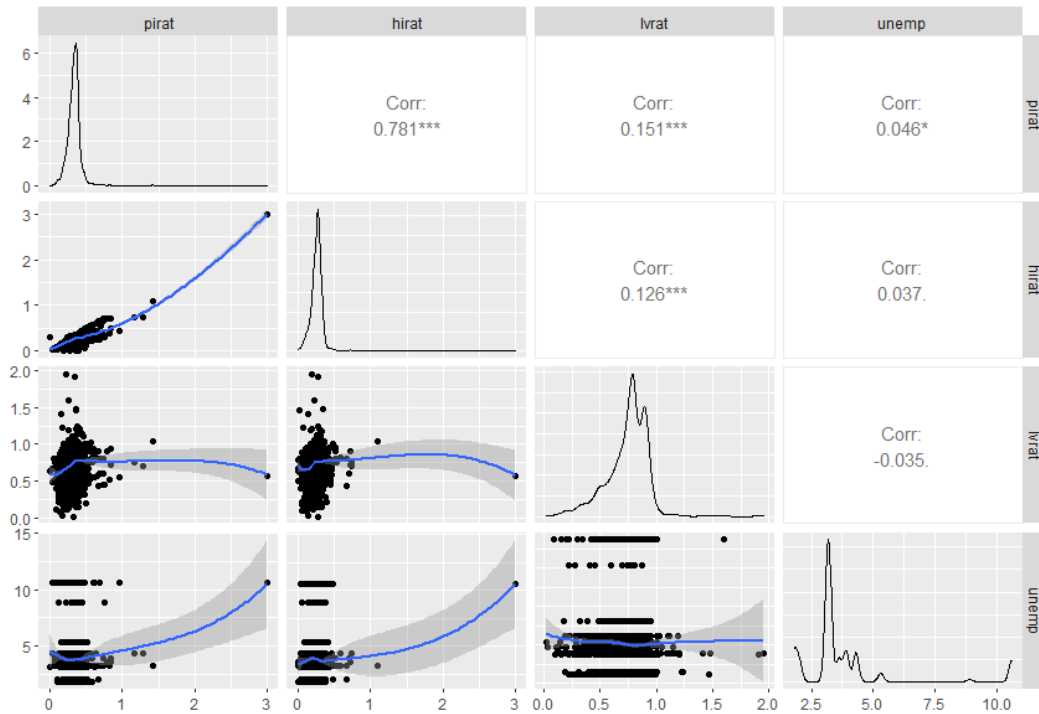 pirat hirat lvrat unemp
6
4
2
0
Corr:
0.781***
Corr:
0.151***
Corr:
0.046*
pirat
3
2
1
0
Corr:
0.126***
Corr:
0.037.
hirat
2.0
1.5
1.0
0.5
0.0
Corr:
-0.035.
lvrat
15
10
5
unemp
0 1 2 3 0 1 2 3 0.0 0.5 1.0 1.5 2.0 2.5 5.0 7.5 10.0